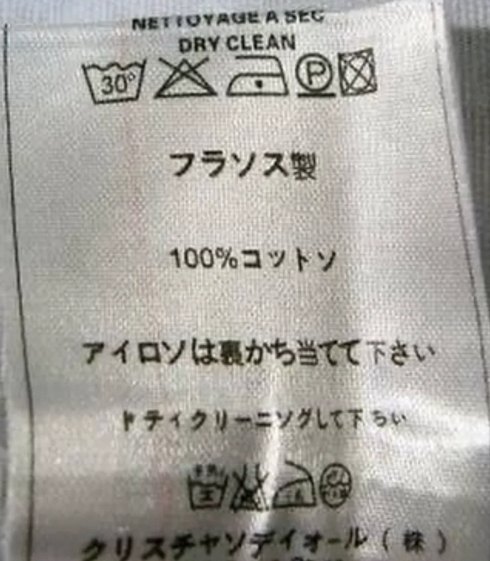 NETTOYAGE A SEC
DRY CLEAN
30°
P
フラソス製
100%コットソ
アイロソは裏かち当てて下さい
ドテイクリーニソグして下ちい
クリスチャソデイオール(株)